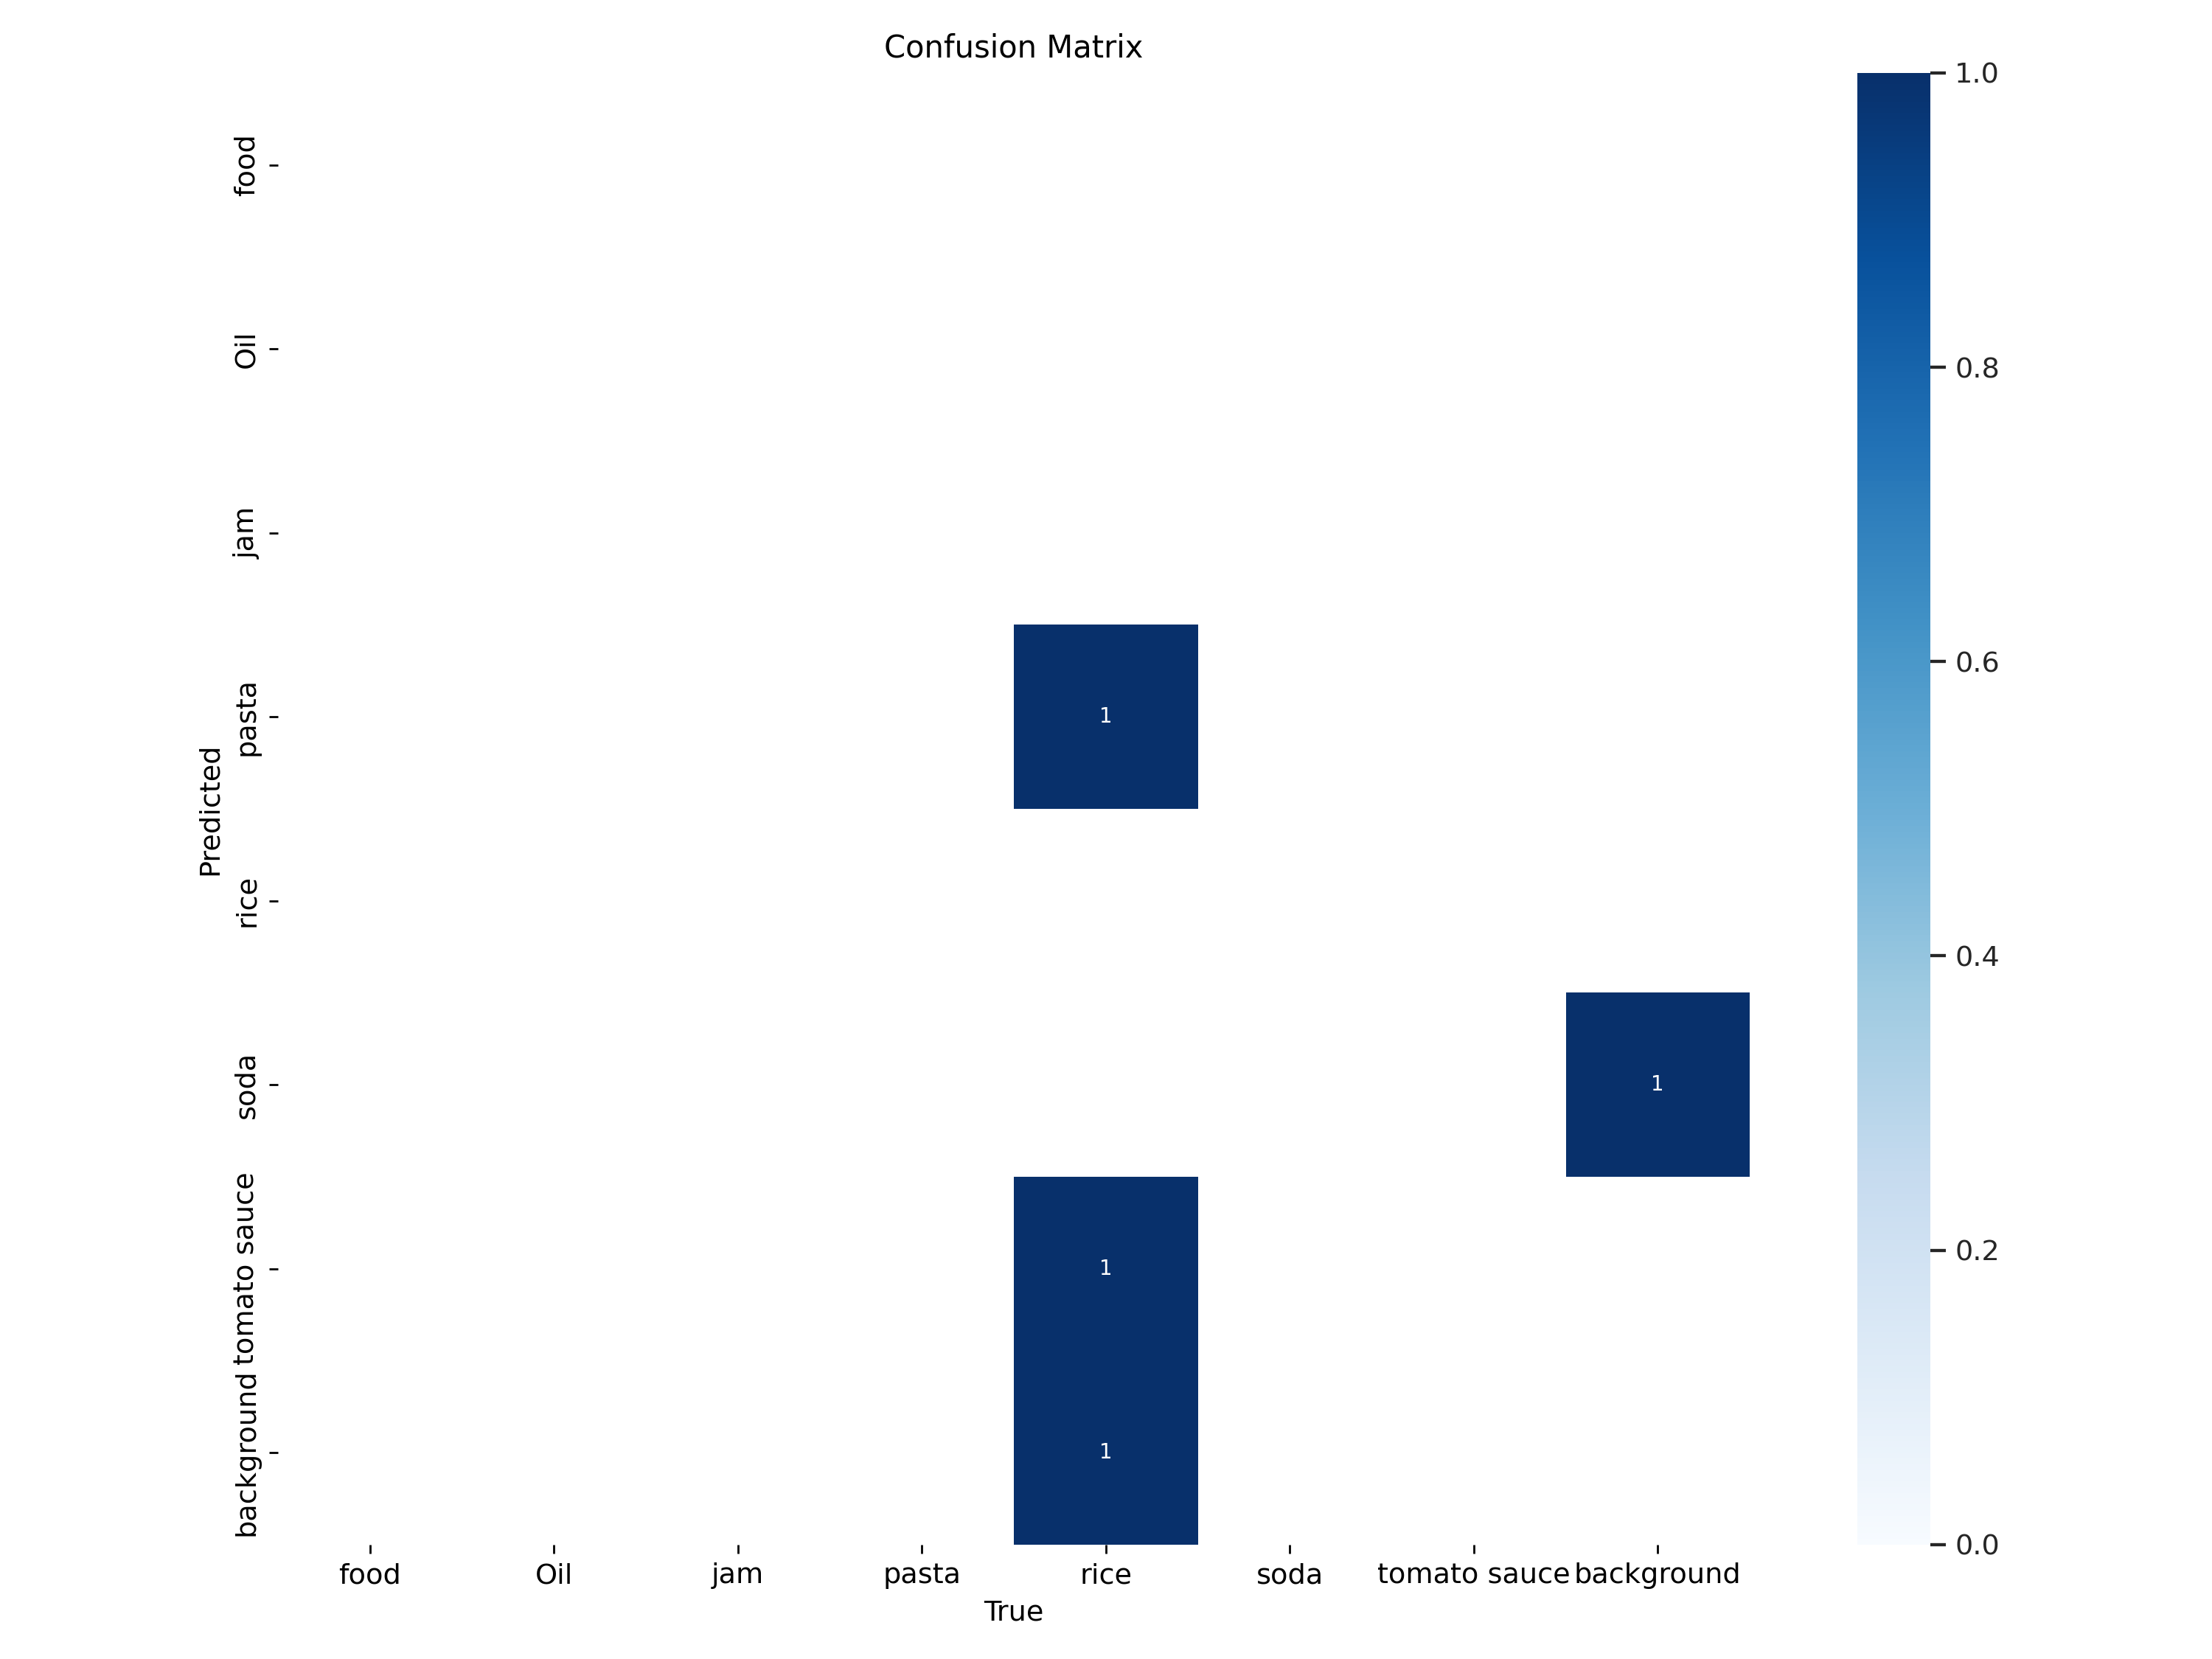 Confusion Matrix
food
Oil
jam
pasta
rice
soda
tomato sauce
background
Predicted
1
1
1
1
food
Oil
jam
pasta
rice
soda
tomato sauce
background
True
1.0
0.8
0.6
0.4
0.2
0.0